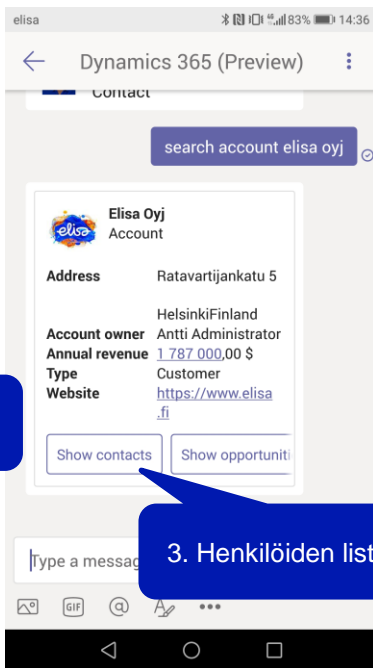 elisa 83% 14:36
Dynamics 365 (Preview)
Contact
search account elisa oyj
elisa
Elisa Oyj
Account
Address Ratavartijankatu 5
HelsinkiFinland
Account owner Antti Administrator
Annual revenue 1 787 000,00 $
Type Customer
Website https://www.elisa
.fi
Show contacts Show opportuniti
3. Henkilöiden list
Type a messag
GIF @ A